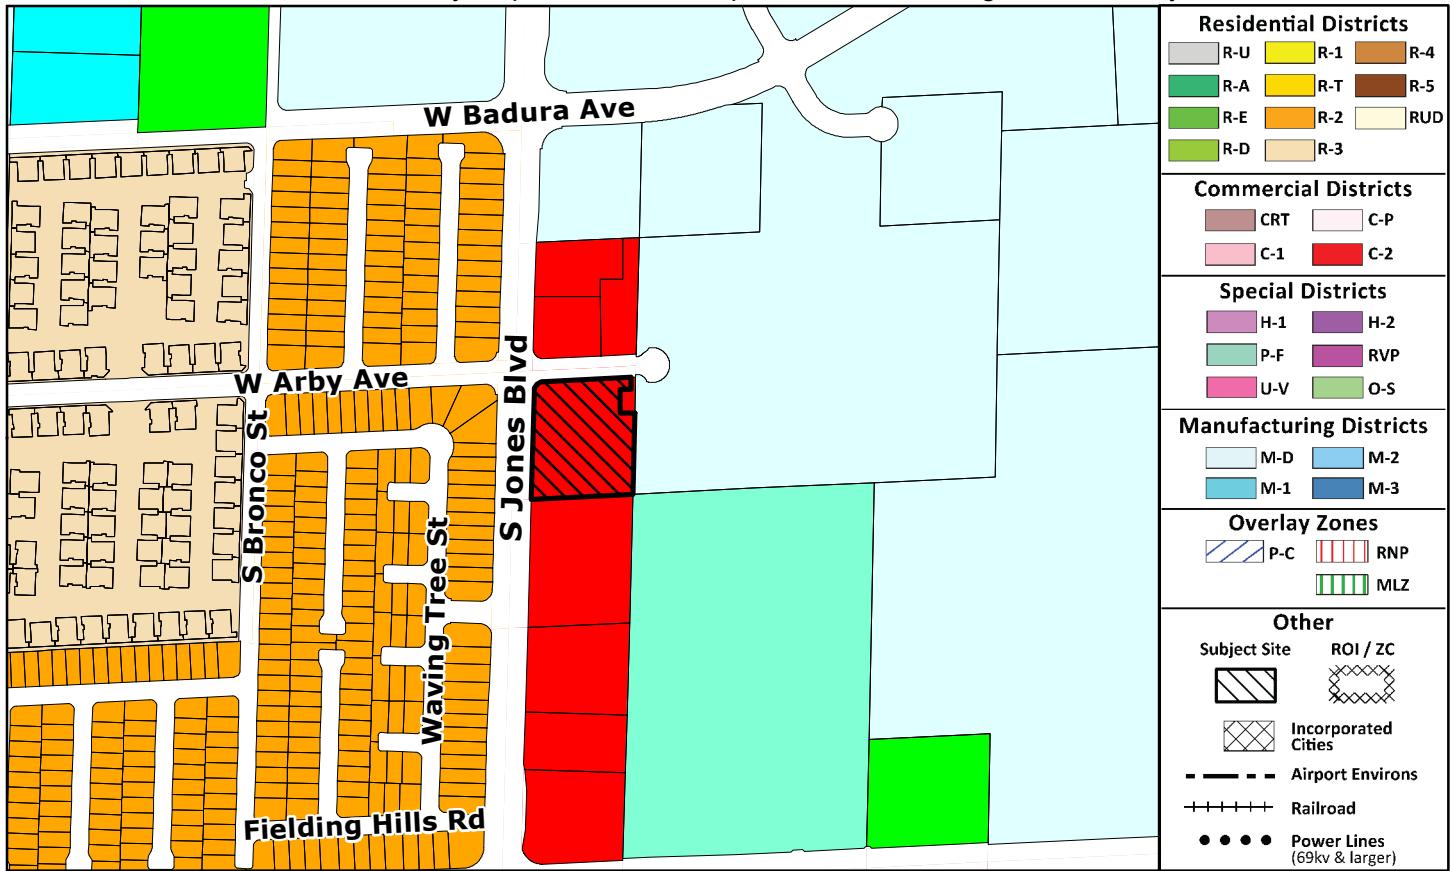 W Badura Ave
W Arby Ave
S Bronco St
S Jones Blvd
Waving Tree St
Fielding Hills Rd
Residential Districts
R-U R-1 R-4
R-A R-T R-5
R-E R-2 RUD
R-D R-3
Commercial Districts
CRT C-P
C-1 C-2
Special Districts
H-1 H-2
P-F RVP
U-V O-S
Manufacturing Districts
M-D M-2
M-1 M-3
Overlay Zones
P-C RNP
MLZ
Other
Subject Site ROI / ZC
Incorporated
Cities
Airport Environs
Railroad
Power Lines
(69kv & larger)